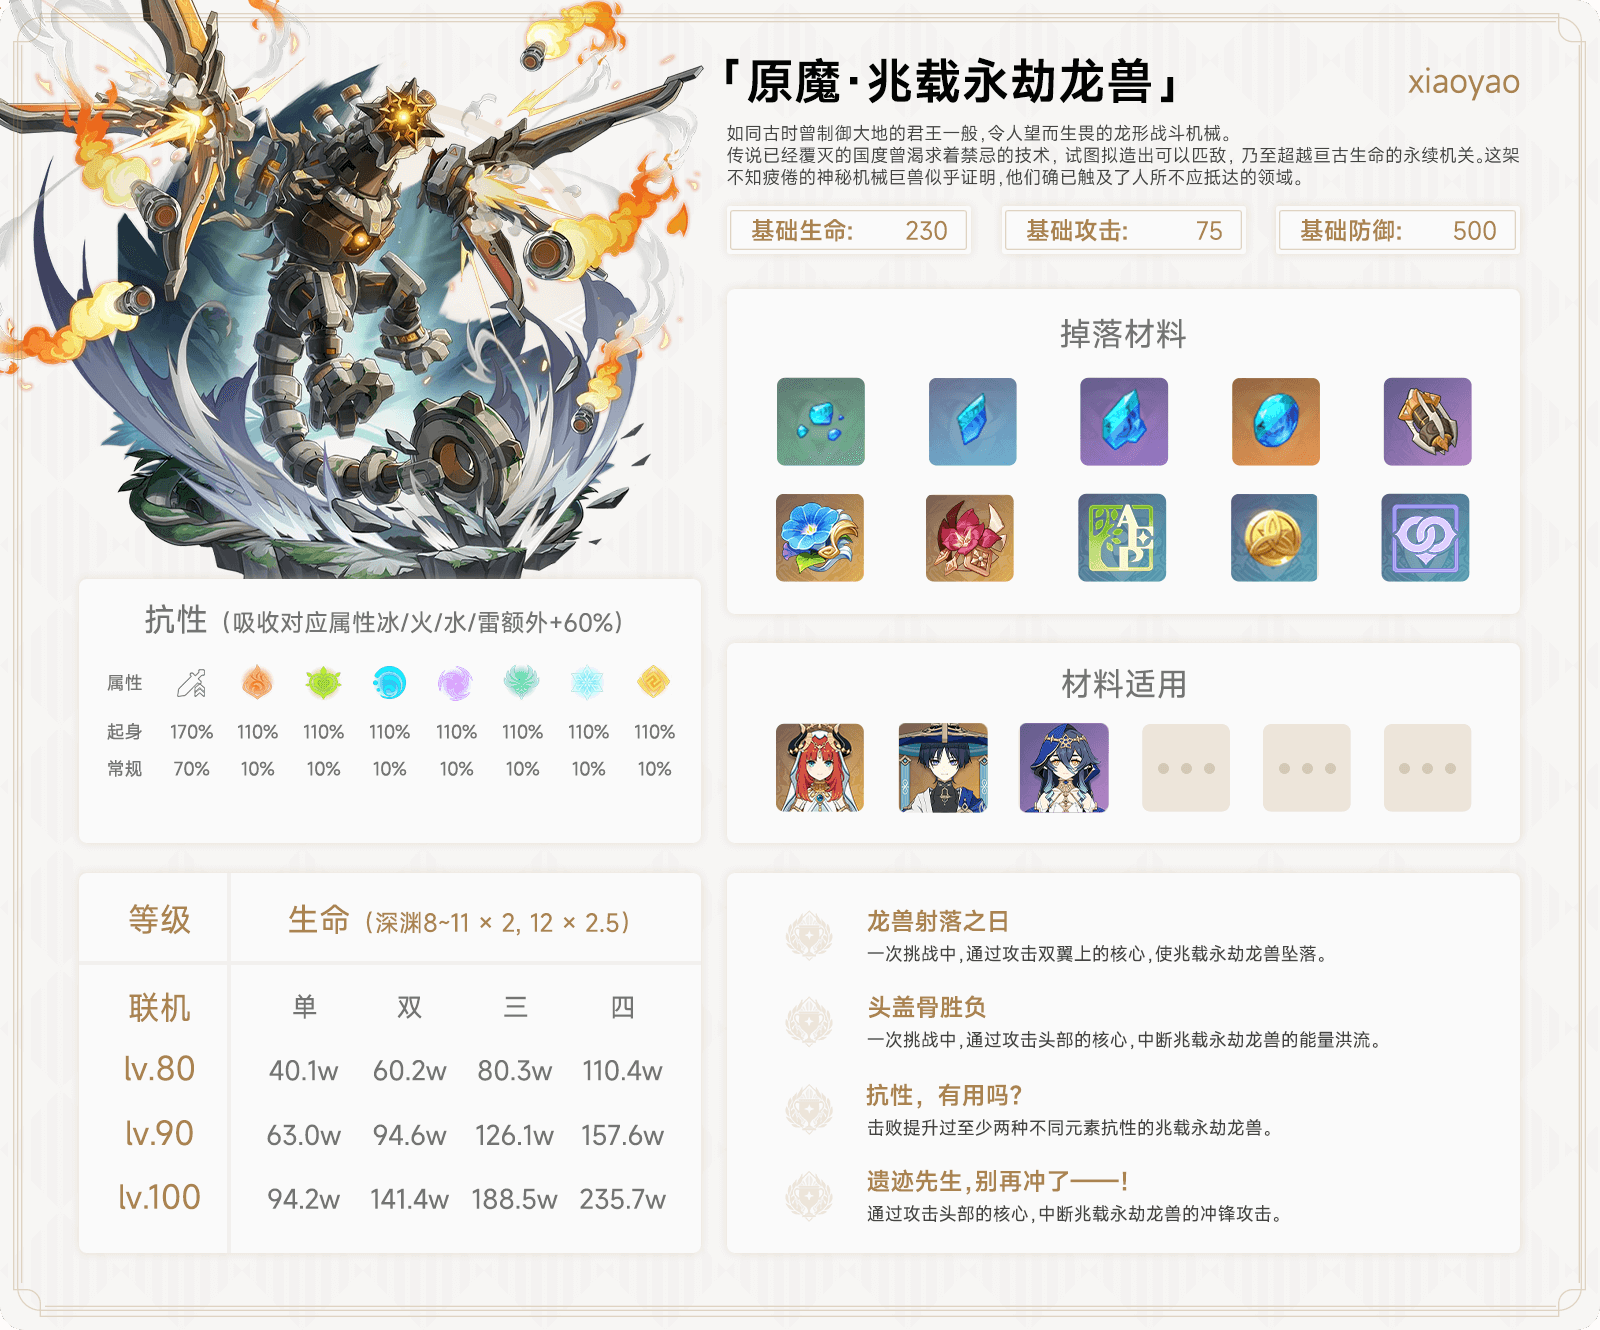 「原魔·兆载永劫龙兽」
xiaoyao
如同古时曾制御大地的君王一般,令人望而生畏的龙形战斗机械。
传说已经覆灭的国度曾渴求着禁忌的技术, 试图拟造出可以匹敌, 乃至超越亘古生命的永续机关。这架
不知疲倦的神秘机械巨兽似乎证明,他们确已触及了人所不应抵达的领域。
基础生命: 230
基础攻击: 75
基础防御: 500
掉落材料
AEP
抗性（吸收对应属性冰/火/水/雷额外+60%）
属性
起身 170% 110% 110% 110% 110% 110% 110% 110%
常规 70% 10% 10% 10% 10% 10% 10% 10%
材料适用
等级 生命（深渊8~11 × 2, 12 × 2.5）
联机 单 双 三 四
lv.80 40.1w 60.2w 80.3w 110.4w
lv.90 63.0w 94.6w 126.1w 157.6w
lv.100 94.2w 141.4w 188.5w 235.7w
龙兽射落之日
一次挑战中,通过攻击双翼上的核心,使兆载永劫龙兽坠落。
头盖骨胜负
一次挑战中,通过攻击头部的核心,中断兆载永劫龙兽的能量洪流。
抗性，有用吗?
击败提升过至少两种不同元素抗性的兆载永劫龙兽。
遗迹先生,别再冲了——!
通过攻击头部的核心,中断兆载永劫龙兽的冲锋攻击。